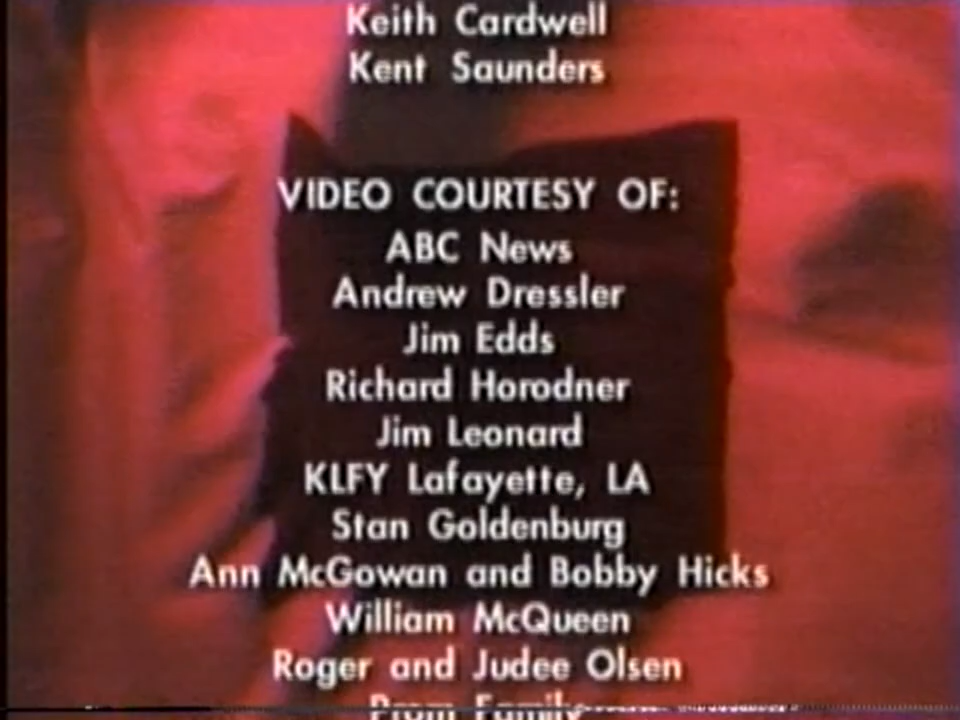 Keith Cardwell
Kent Saunders
VIDEO COURTESY OF:
ABC News
Andrew Dressler
Jim Edds
Richard Horodner
Jim Leonard
KLFY Lafayette, LA
Stan Goldenburg
Ann McGowan and Bobby Hicks
William McQueen
Roger and Judee Olsen
Family